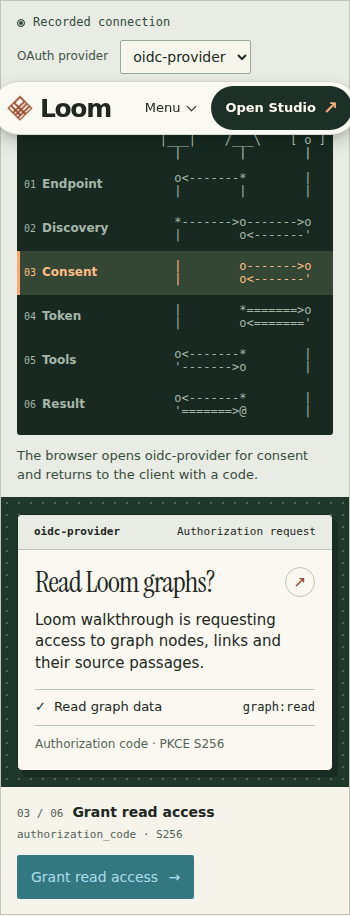 ◉ Recorded connection
OAuth provider oidc-provider
Loom Menu Open Studio ↗
|___| /___\ [ o ]
| | |
01 Endpoint o<-------* |
| | |
02 Discovery *------->o------->o
| o<-------'
03 Consent | o------->o
| o<-------'
04 Token | *=======>o
| o<======='
05 Tools o<-------* |
'------->o |
06 Result o<-------* |
'=======>@ |
The browser opens oidc-provider for consent
and returns to the client with a code.
oidc-provider Authorization request
Read Loom graphs? ↗
Loom walkthrough is requesting
access to graph nodes, links and
their source passages.
✓ Read graph data graph:read
Authorization code · PKCE S256
03 / 06 Grant read access
authorization_code · S256
Grant read access →